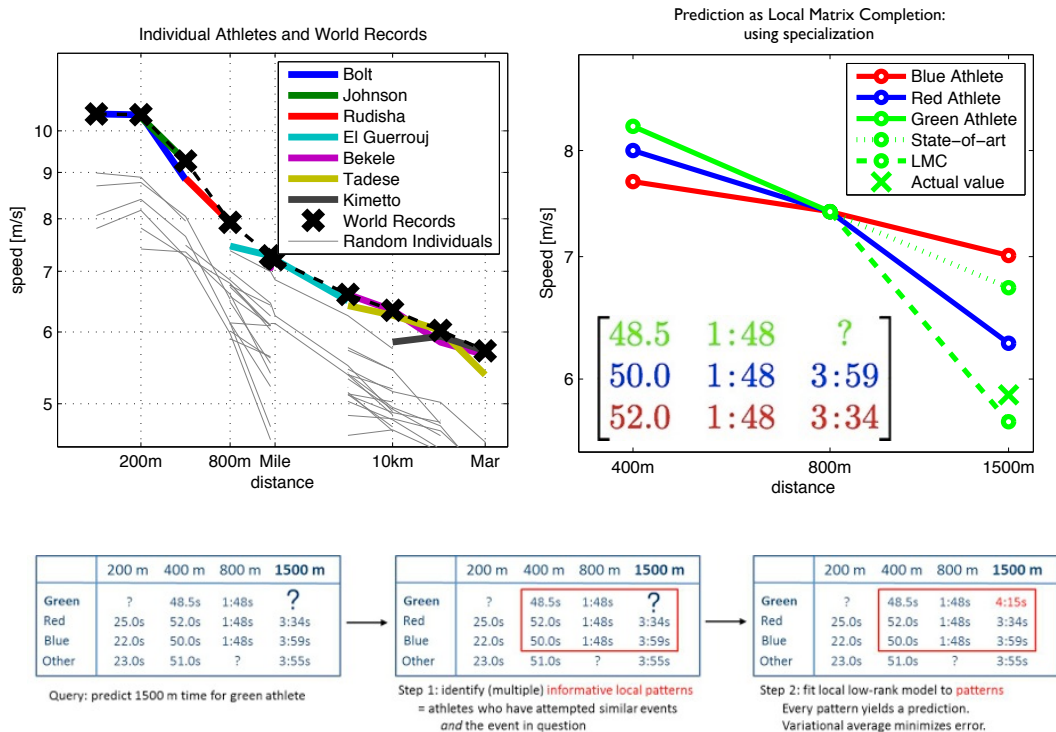 Individual Athletes and World Records
Bolt
Johnson
Rudisha
El Guerrouj
Bekele
Tadese
Kimetto
World Records
Random Individuals
speed [m/s]
10
9
8
7
6
5
200m 800m Mile 10km Mar
distance
Prediction as Local Matrix Completion:
using specialization
Blue Athlete
Red Athlete
Green Athlete
State-of-art
LMC
Actual value
Speed [m/s]
8
7
6
48.5 1:48 ?
50.0 1:48 3:59
52.0 1:48 3:34
400m 800m 1500m
distance
200 m 400 m 800 m 1500 m
Green ? 48.5s 1:48s ?
Red 25.0s 52.0s 1:48s 3:34s
Blue 22.0s 50.0s 1:48s 3:59s
Other 23.0s 51.0s ? 3:55s
Query: predict 1500 m time for green athlete
200 m 400 m 800 m 1500 m
Green ? 48.5s 1:48s ?
Red 25.0s 52.0s 1:48s 3:34s
Blue 22.0s 50.0s 1:48s 3:59s
Other 23.0s 51.0s ? 3:55s
Step 1: identify (multiple) informative local patterns
= athletes who have attempted similar events
and the event in question
200 m 400 m 800 m 1500 m
Green ? 48.5s 1:48s 4:15s
Red 25.0s 52.0s 1:48s 3:34s
Blue 22.0s 50.0s 1:48s 3:59s
Other 23.0s 51.0s ? 3:55s
Step 2: fit local low-rank model to patterns
Every pattern yields a prediction.
Variational average minimizes error.